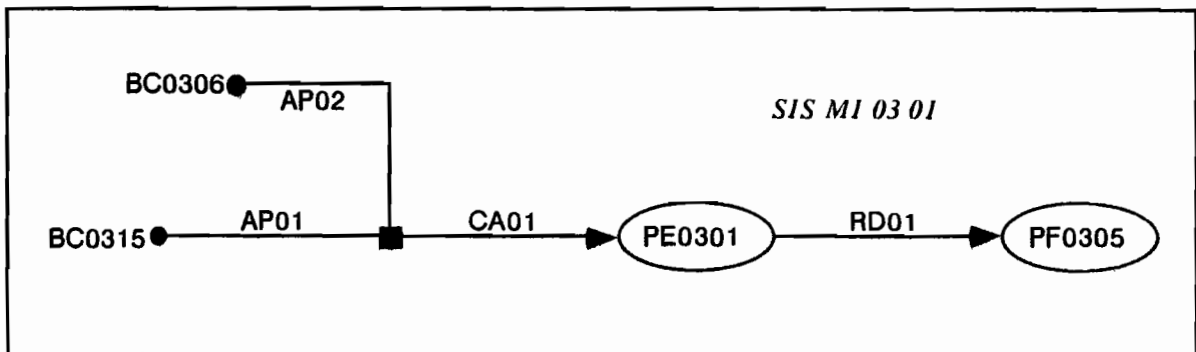 BC0306
AP02
SIS MI 03 01
BC0315
AP01
CA01
PE0301
RD01
PF0305